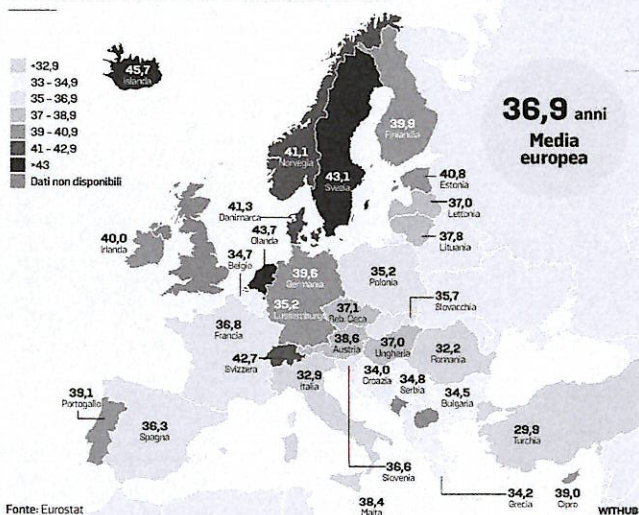 <32,9
33 - 34,9
35 - 36,9
37 - 38,9
39 - 40,9
41 - 42,9
>43
Dati non disponibili
45,7
Islanda
36,9 anni
Media
europea
39,9
Finlandia
41,1
Norvegia
43,1
Svezia
40,8
Estonia
37,0
Lettonia
37,8
Lituania
41,3
Danimarca
43,7
Olanda
40,0
Irlanda
34,7
Belgio
39,6
Germania
35,2
Polonia
35,2
Lussemburgo
37,1
Rep. Ceca
35,7
Slovacchia
36,8
Francia
38,6
Austria
37,0
Ungheria
32,2
Romania
42,7
Svizzera
32,9
Italia
34,0
Croazia
34,8
Serbia
34,5
Bulgaria
39,1
Portogallo
36,3
Spagna
29,9
Turchia
36,6
Slovenia
38,4
Malta
34,2
Grecia
39,0
Cipro
Fonte: Eurostat
WITHUB